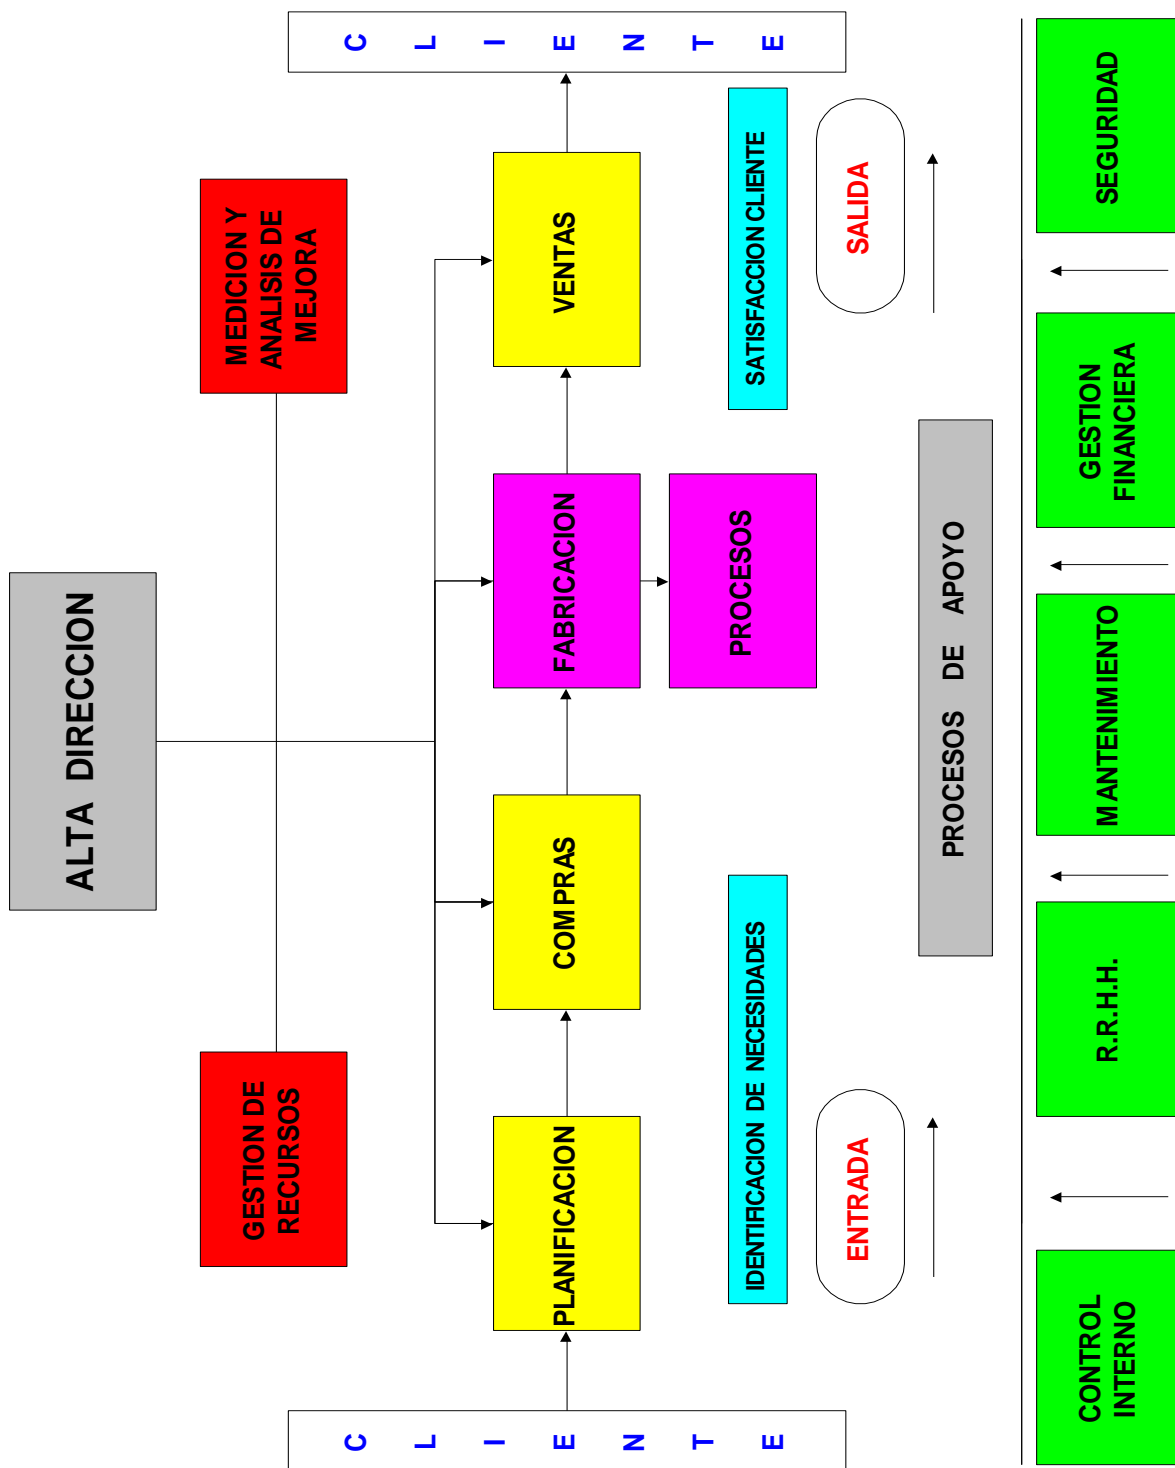 ALTA DIRECCION
GESTION DE
RECURSOS
MEDICION Y
ANALISIS DE
MEJORA
C L I E N T E
PLANIFICACION
COMPRAS
FABRICACION
VENTAS
C L I E N T E
PROCESOS
IDENTIFICACION DE NECESIDADES
SATISFACCION CLIENTE
ENTRADA
SALIDA
PROCESOS DE APOYO
CONTROL
INTERNO
R.R.H.H.
MANTENIMIENTO
GESTION
FINANCIERA
SEGURIDAD